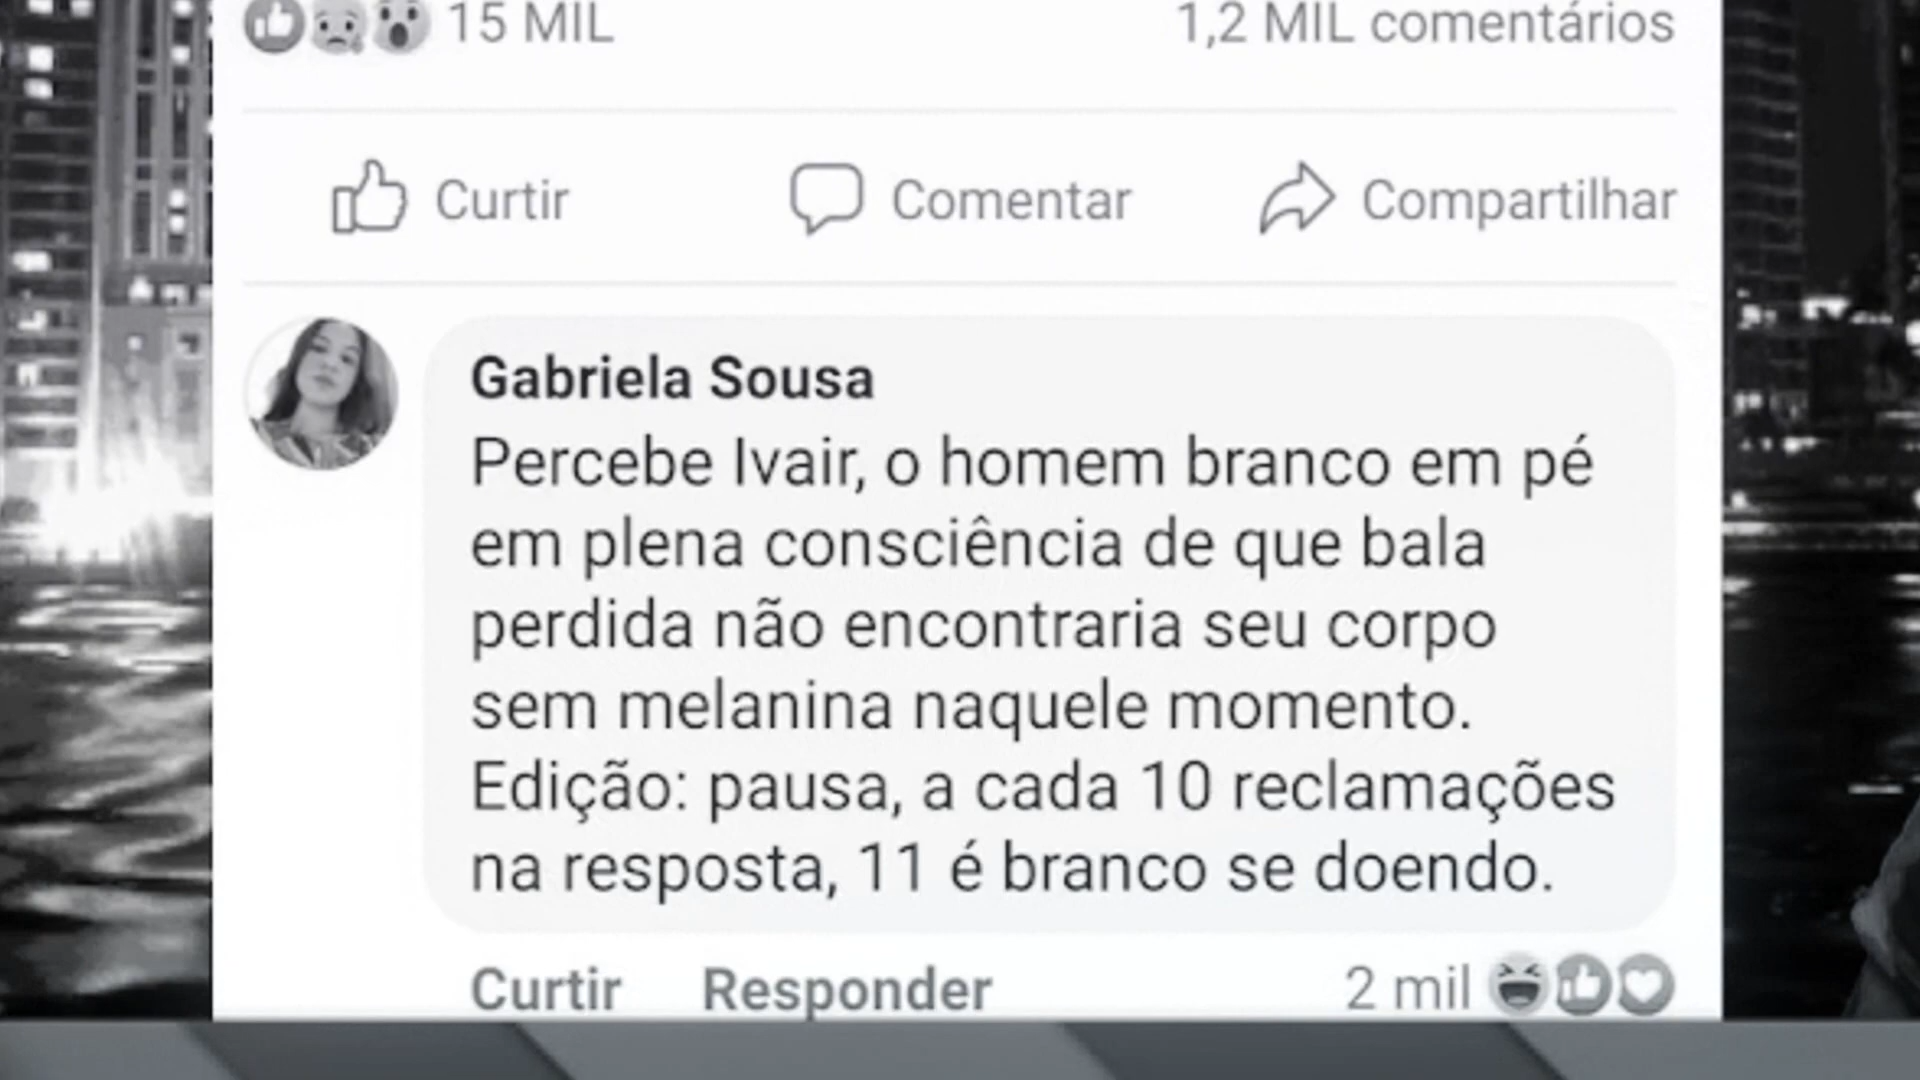 15 MIL
1,2 MIL comentários
Curtir
Comentar
Compartilhar
Gabriela Sousa
Percebe Ivair, o homem branco em pé
em plena consciência de que bala
perdida não encontraria seu corpo
sem melanina naquele momento.
Edição: pausa, a cada 10 reclamações
na resposta, 11 é branco se doendo.
Curtir
Responder
2 mil